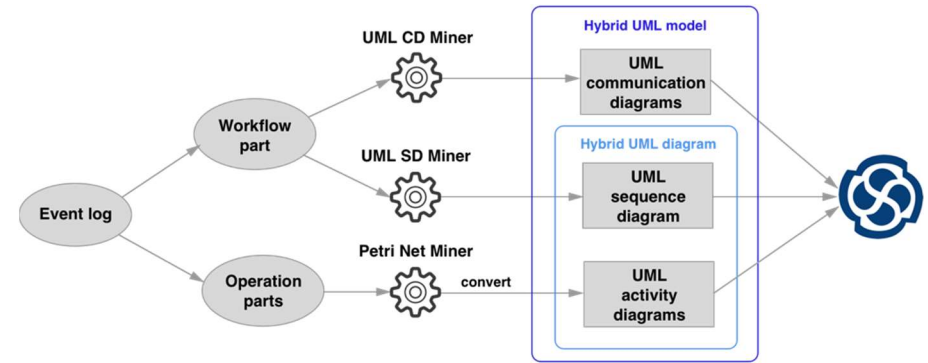 Event log
Workflow
part
Operation
parts
UML CD Miner
UML SD Miner
Petri Net Miner
convert
Hybrid UML model
UML
communication
diagrams
Hybrid UML diagram
UML
sequence
diagram
UML
activity
diagrams